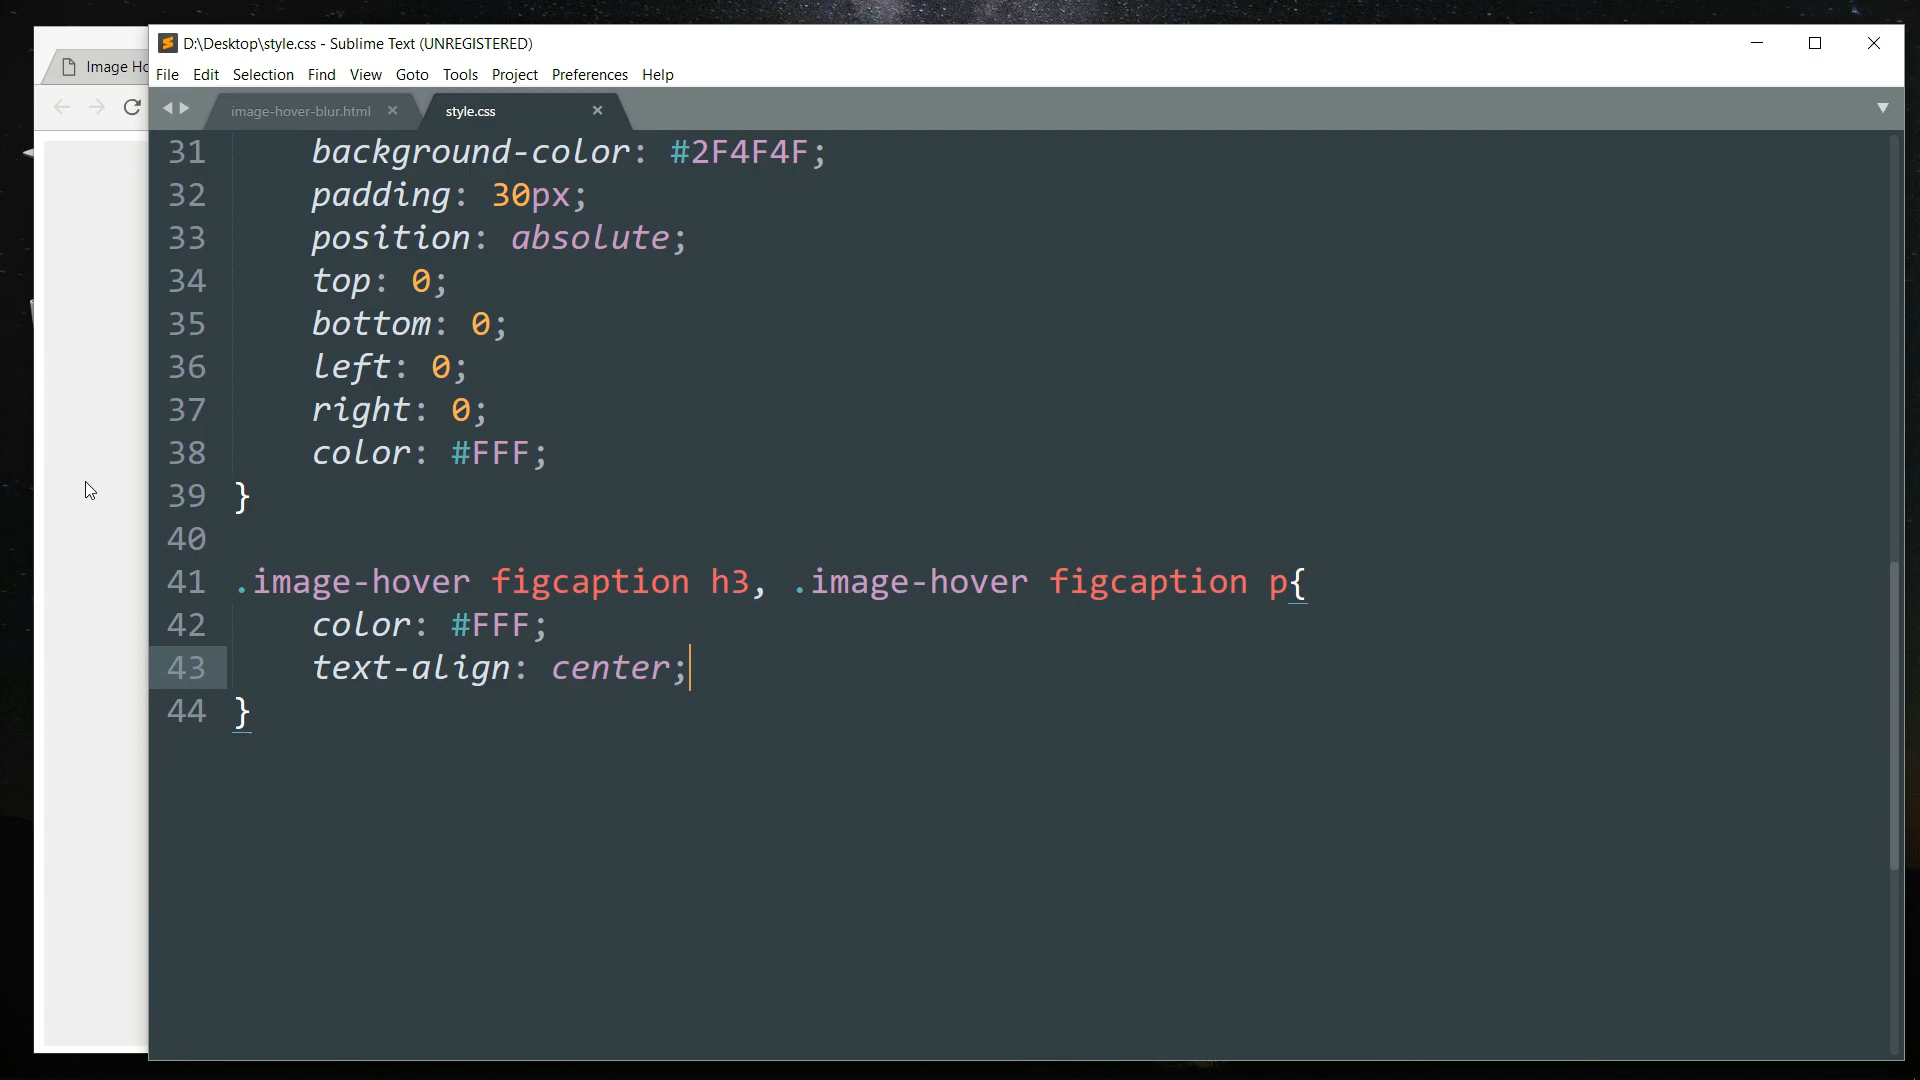 D:\Desktop\style.css - Sublime Text (UNREGISTERED)
Image Ho
File Edit Selection Find View Goto Tools Project Preferences Help
image-hover-blur.html style.css
31 background-color: #2F4F4F;
32 padding: 30px;
33 position: absolute;
34 top: 0;
35 bottom: 0;
36 left: 0;
37 right: 0;
38 color: #FFF;
39 }
40
41 .image-hover figcaption h3, .image-hover figcaption p{
42 color: #FFF;
43 text-align: center;
44 }